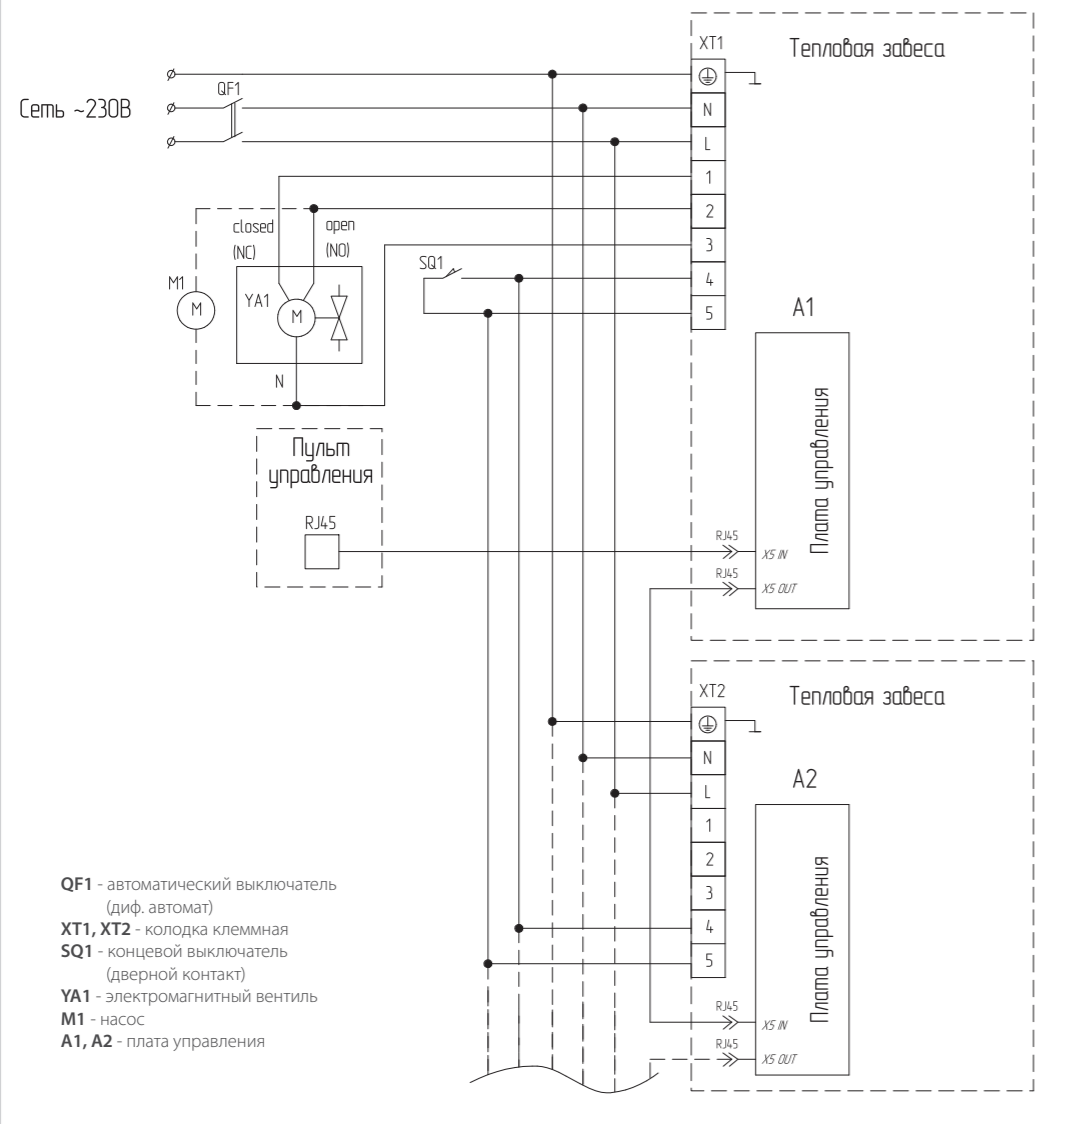 XT1
Тепловая завеса
QF1
Сеть ~230В
N
L
1
2
closed
(NC)
open
(NO)
3
SQ1
4
M1
M
YA1
M
5
A1
N
Плата управления
Пульт
управления
RJ45
RJ45
X5 IN
RJ45
X5 OUT
XT2
Тепловая завеса
N
A2
L
1
2
3
4
5
Плата управления
RJ45
X5 IN
RJ45
X5 OUT
QF1 - автоматический выключатель
(диф. автомат)
XT1, XT2 - колодка клеммная
SQ1 - концевой выключатель
(дверной контакт)
YA1 - электромагнитный вентиль
M1 - насос
A1, A2 - плата управления